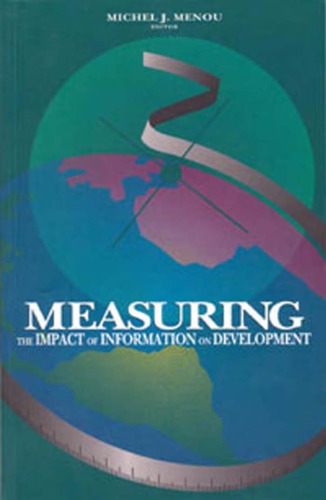 MICHEL J. MENOU
EDITOR
MEASURING
THE IMPACT OF INFORMATION ON DEVELOPMENT